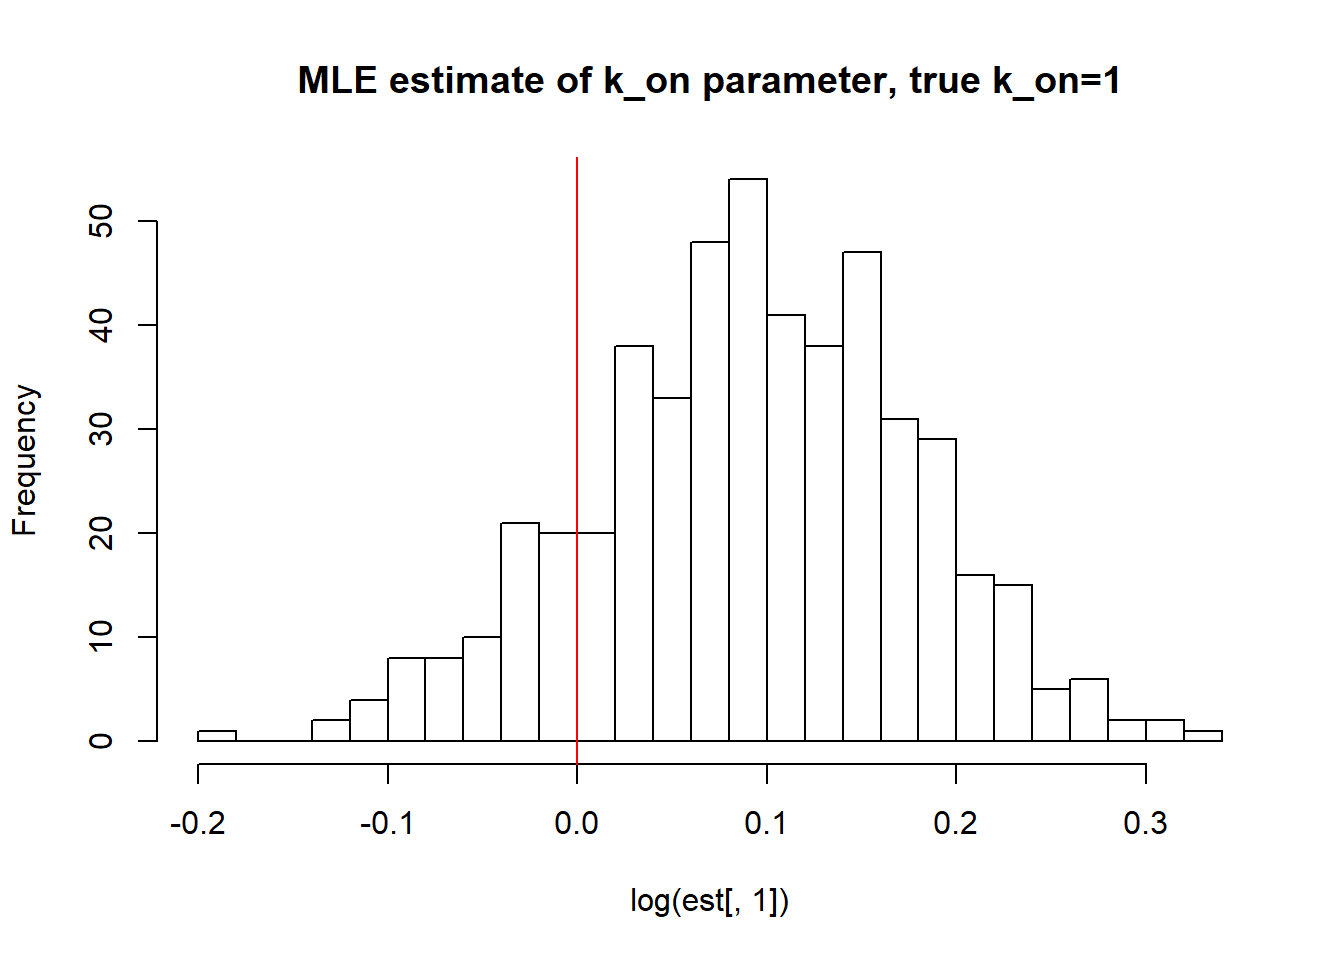 MLE estimate of k_on parameter, true k_on=1
Frequency
50
40
30
20
10
0
-0.2 -0.1 0.0 0.1 0.2 0.3
log(est[, 1])